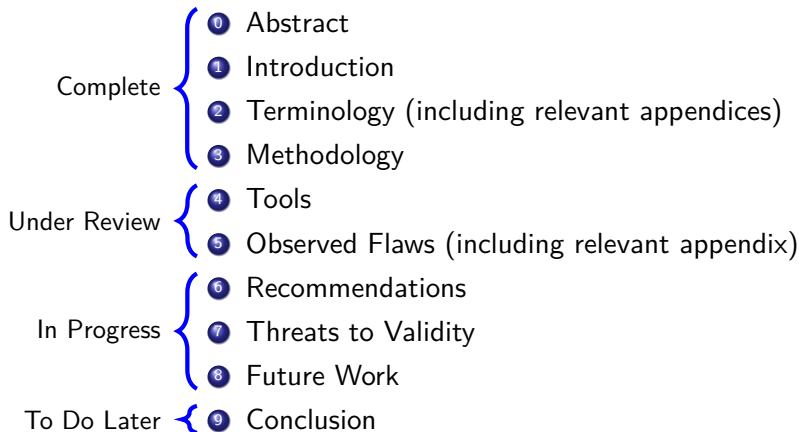 Complete
0 Abstract
1 Introduction
2 Terminology (including relevant appendices)
3 Methodology
Under Review
4 Tools
5 Observed Flaws (including relevant appendix)
In Progress
6 Recommendations
7 Threats to Validity
8 Future Work
To Do Later
9 Conclusion